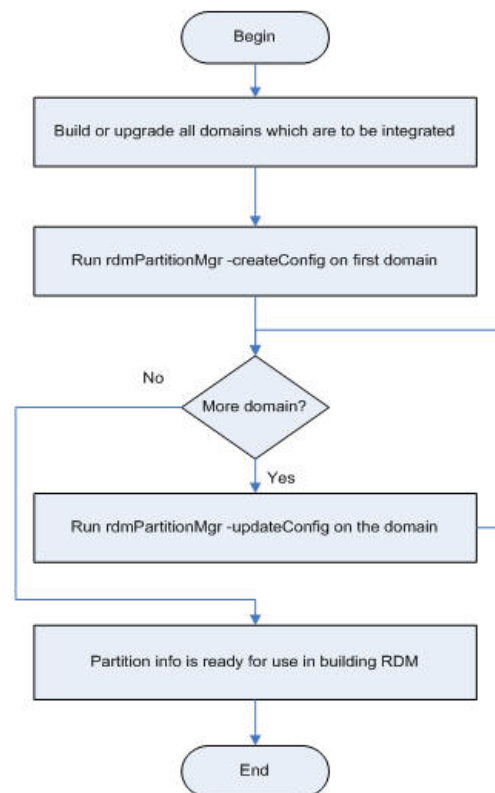 Begin
Build or upgrade all domains which are to be integrated
Run rdmPartitionMgr -createConfig on first domain
No
More domain?
Yes
Run rdmPartitionMgr -updateConfig on the domain
Partition info is ready for use in building RDM
End